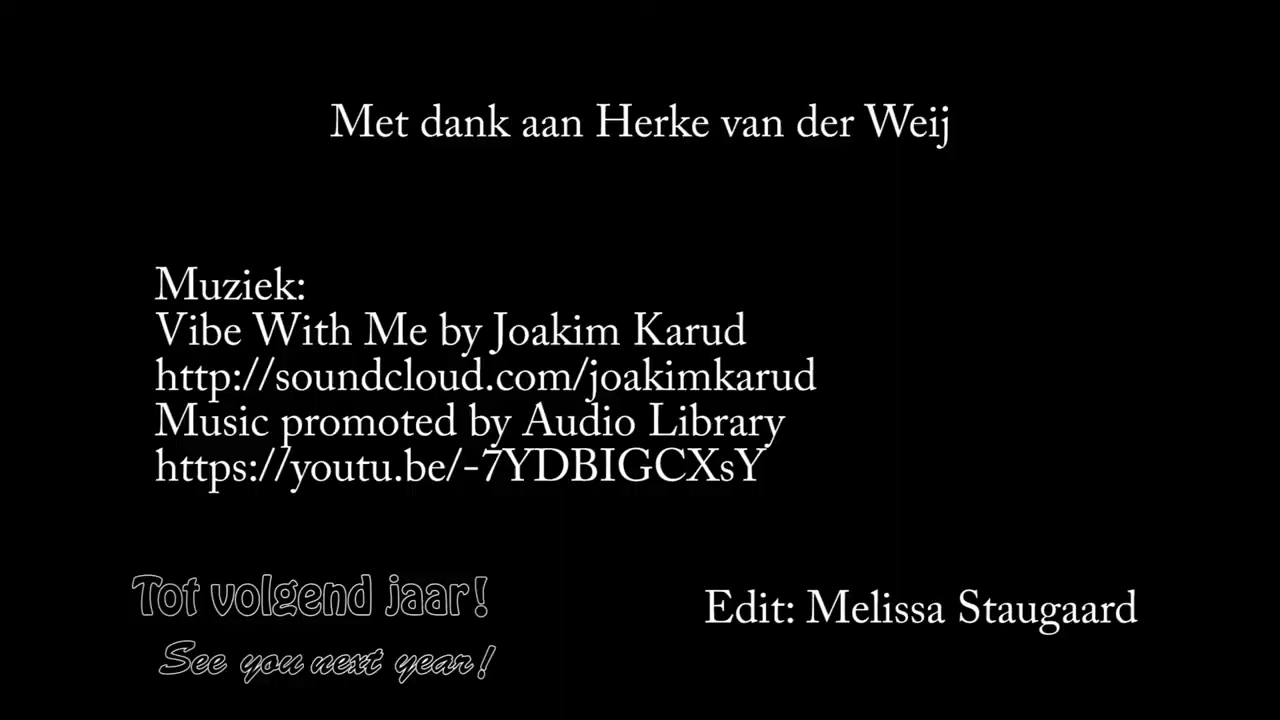 Met dank aan Herke van der Weij
Muziek:
Vibe With Me by Joakim Karud
http://soundcloud.com/joakimkarud
Music promoted by Audio Library
https://youtu.be/-7YDBIGCXsY
Tot volgend jaar!
See you next year!
Edit: Melissa Staugaard